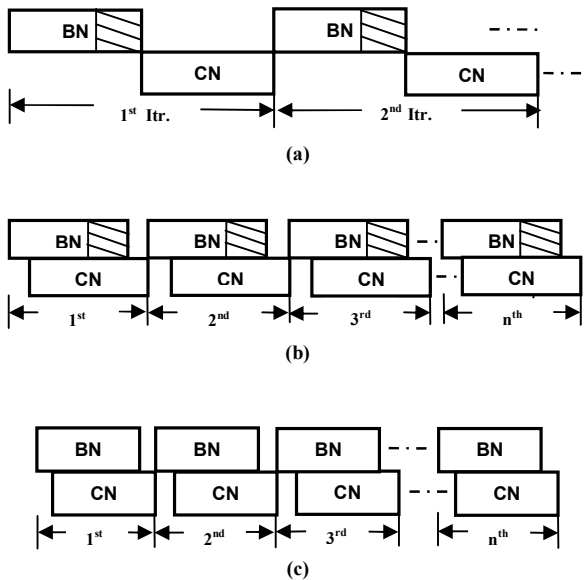 BN BN
CN CN
1st Itr. 2nd Itr.
(a)
BN BN BN BN
CN CN CN CN
1st 2nd 3rd nth
(b)
BN BN BN BN
CN CN CN CN
1st 2nd 3rd nth
(c)